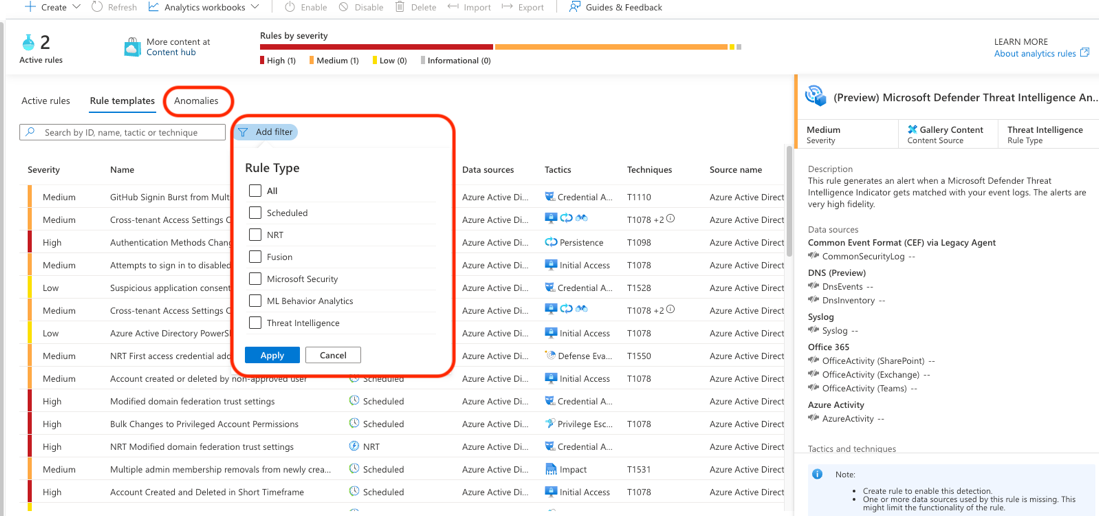 Create Refresh Analytics workbooks Enable Disable Delete Import Export Guides & Feedback
2
Active rules
More content at
Content hub
Rules by severity
High (1) Medium (1) Low (0) Informational (0)
LEARN MORE
About analytics rules
Active rules Rule templates Anomalies
Search by ID, name, tactic or technique
Add filter
Rule Type
All
Scheduled
NRT
Fusion
Microsoft Security
ML Behavior Analytics
Threat Intelligence
Apply Cancel
Severity Name Data sources Tactics Techniques Source name
Medium GitHub Signin Burst from Mult Azure Active Di... Credential A... T1110 Azure Active Direct
Medium Cross-tenant Access Settings O Azure Active Di... T1078 +2 Azure Active Direct
High Authentication Methods Chan Azure Active Di... Persistence T1098 Azure Active Direct
Medium Attempts to sign in to disabled Azure Active Di... Initial Access T1078 Azure Active Direct
Low Suspicious application consent Azure Active Di... Credential A... T1528 Azure Active Direct
Medium Cross-tenant Access Settings O Azure Active Di... T1078 +2 Azure Active Direct
Low Azure Active Directory PowerSh Azure Active Di... Initial Access T1078 Azure Active Direct
Medium NRT First access credential add Azure Active Di... Defense Eva... T1550 Azure Active Direct
Medium Account created or deleted by non-approved user Scheduled Azure Active Di... Initial Access T1078 Azure Active Direct
High Modified domain federation trust settings Scheduled Azure Active Di... Credential A... Azure Active Direct
High Bulk Changes to Privileged Account Permissions Scheduled Azure Active Di... Privilege Esc... T1078 Azure Active Direct
High NRT Modified domain federation trust settings NRT Azure Active Di... Credential A... Azure Active Direct
Medium Multiple admin membership removals from newly crea... Scheduled Azure Active Di... Impact T1531 Azure Active Direct
High Account Created and Deleted in Short Timeframe Scheduled Azure Active Di... Initial Access T1078 Azure Active Direct
(Preview) Microsoft Defender Threat Intelligence An...
Medium Gallery Content Threat Intelligence
Severity Content Source Rule Type
Description
This rule generates an alert when a Microsoft Defender Threat
Intelligence Indicator gets matched with your event logs. The alerts are
very high fidelity.
Data sources
Common Event Format (CEF) via Legacy Agent
CommonSecurityLog --
DNS (Preview)
DnsEvents --
DnsInventory --
Syslog
Syslog --
Office 365
OfficeActivity (SharePoint) --
OfficeActivity (Exchange) --
OfficeActivity (Teams) --
Azure Activity
AzureActivity --
Tactics and techniques
Note:
• Create rule to enable this detection.
• One or more data sources used by this rule is missing. This
might limit the functionality of the rule.